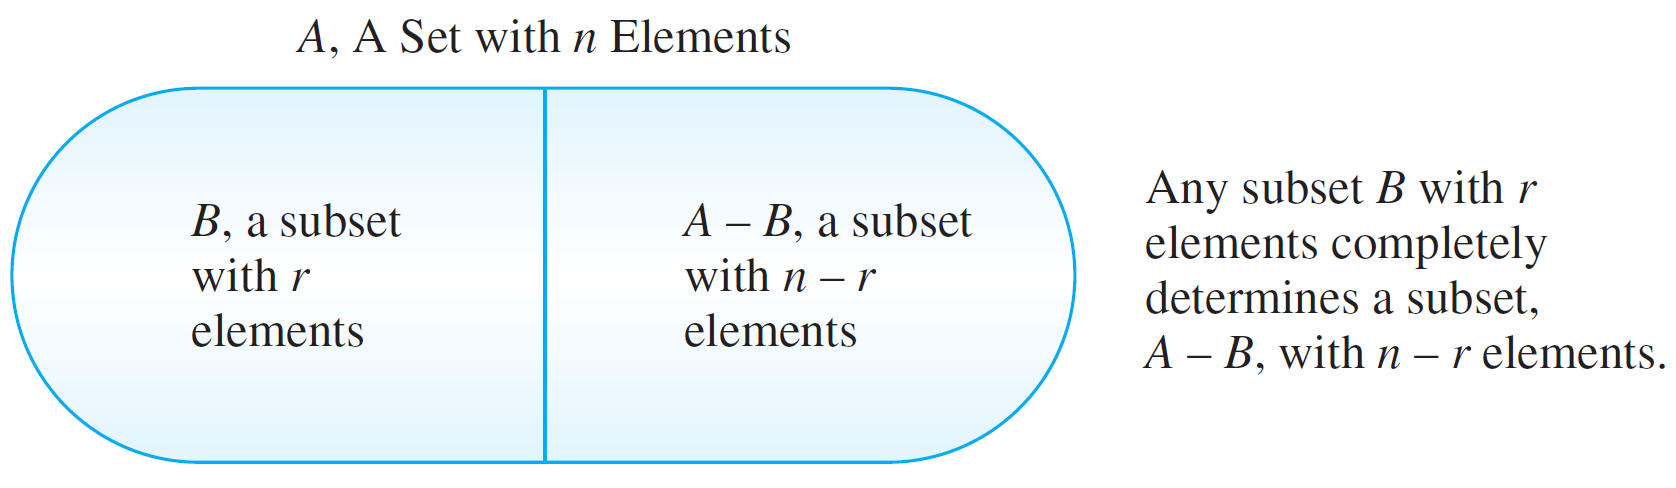 A, A Set with n Elements
B, a subset
with r
elements
A – B, a subset
with n – r
elements
Any subset B with r
elements completely
determines a subset,
A – B, with n – r elements.